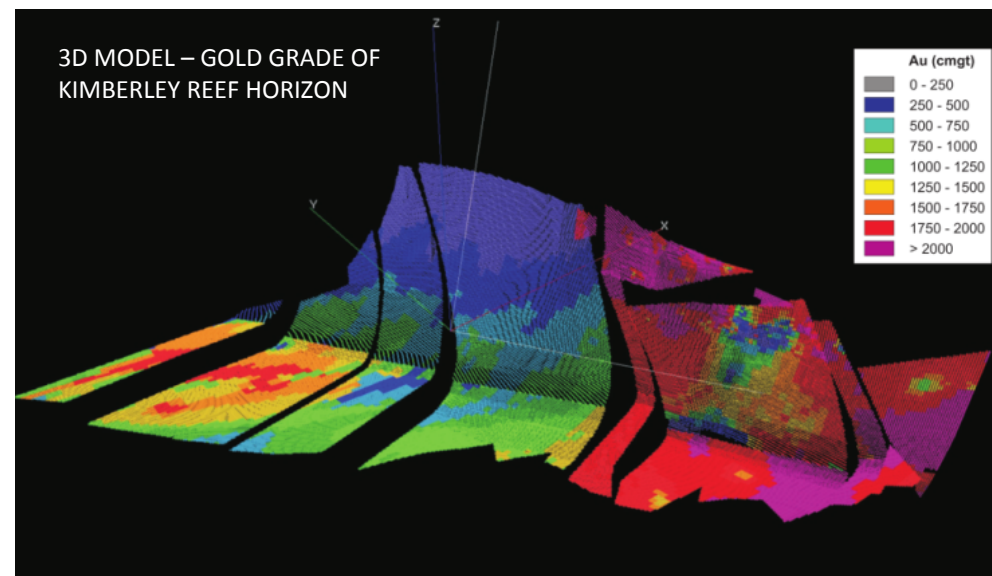 3D MODEL – GOLD GRADE OF
KIMBERLEY REEF HORIZON
Z
Y
X
Au (cmgt)
0 - 250
250 - 500
500 - 750
750 - 1000
1000 - 1250
1250 - 1500
1500 - 1750
1750 - 2000
> 2000